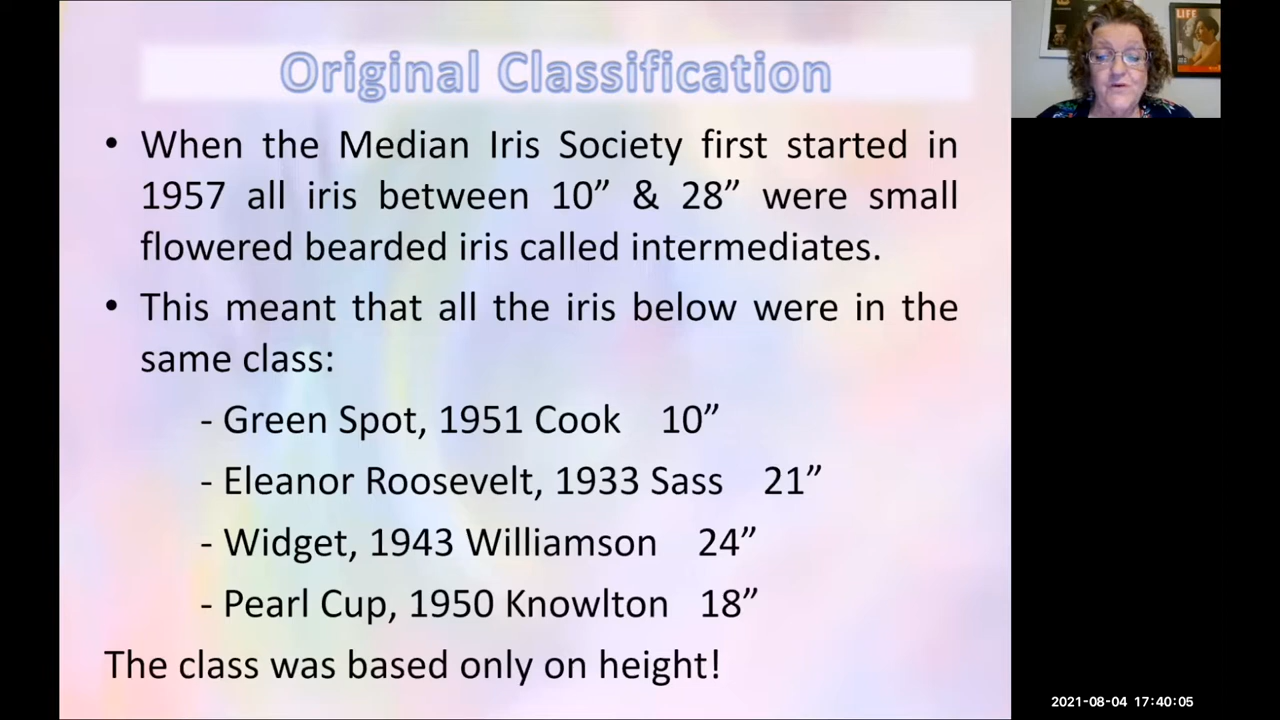 Original Classification
• When the Median Iris Society first started in
1957 all iris between 10” & 28” were small
flowered bearded iris called intermediates.
• This meant that all the iris below were in the
same class:
- Green Spot, 1951 Cook 10”
- Eleanor Roosevelt, 1933 Sass 21”
- Widget, 1943 Williamson 24”
- Pearl Cup, 1950 Knowlton 18”
The class was based only on height!
LIFE
2021-08-04 17:40:05